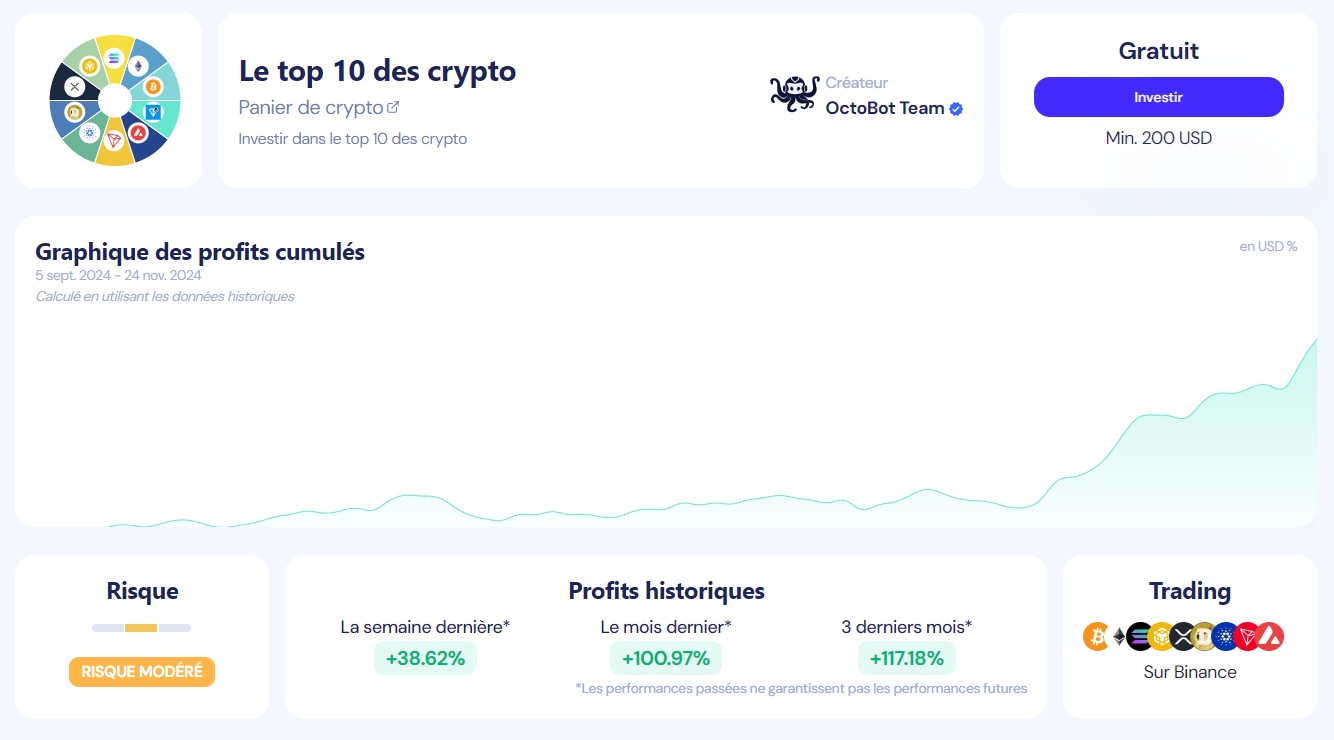 Le top 10 des crypto
Panier de crypto
Investir dans le top 10 des crypto
Créateur
OctoBot Team
Gratuit
Investir
Min. 200 USD
Graphique des profits cumulés
5 sept. 2024 - 24 nov. 2024
Calculé en utilisant les données historiques
en USD %
Risque
RISQUE MODÉRÉ
Profits historiques
La semaine dernière*
+38.62%
Le mois dernier*
+100.97%
3 derniers mois*
+117.18%
*Les performances passées ne garantissent pas les performances futures
Trading
Sur Binance